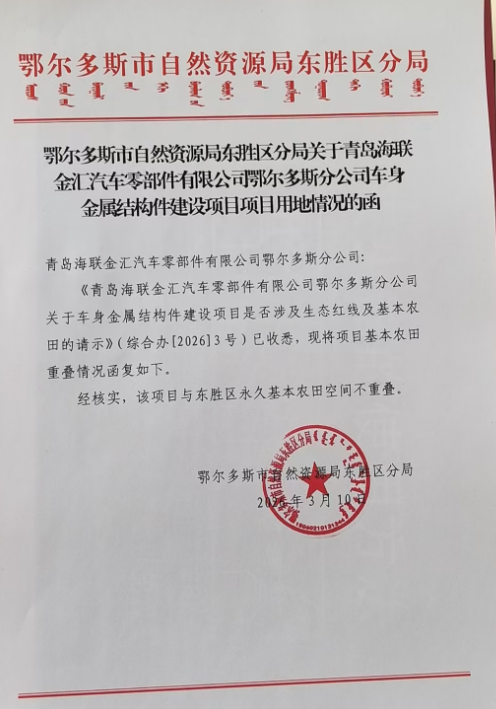 鄂尔多斯市自然资源局东胜区分局
鄂尔多斯市自然资源局东胜区分局关于青岛海联
金汇汽车零部件有限公司鄂尔多斯分公司车身
金属结构件建设项目项目用地情况的函
青岛海联金汇汽车零部件有限公司鄂尔多斯分公司：
《青岛海联金汇汽车零部件有限公司鄂尔多斯分公司
关于车身金属结构件建设项目是否涉及生态红线及基本农
田的请示》（综合办[2026]3号）已收悉，现将项目基本农田
重叠情况函复如下。
经核实，该项目与东胜区永久基本农田空间不重叠。
鄂尔多斯市自然资源局东胜区分局
2026年3月10日